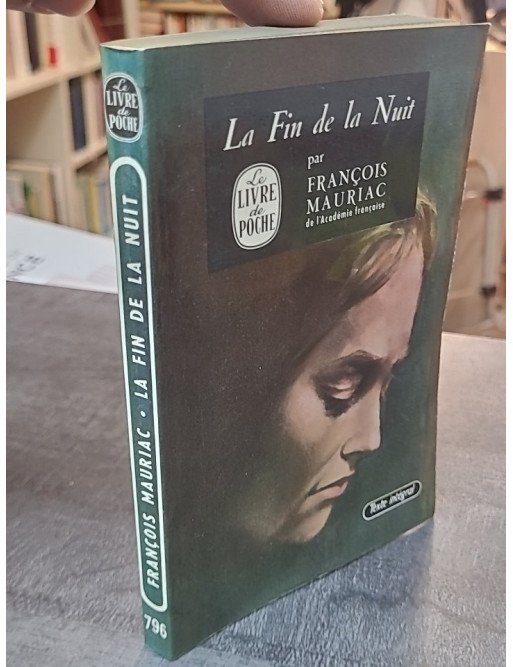 Le
LIVRE
de
POCHE
FRANÇOIS MAURIAC • LA FIN DE LA NUIT
796
La Fin de la Nuit
par
FRANÇOIS
MAURIAC
de l'Académie française
Le
LIVRE
de
POCHE
Texte intégral